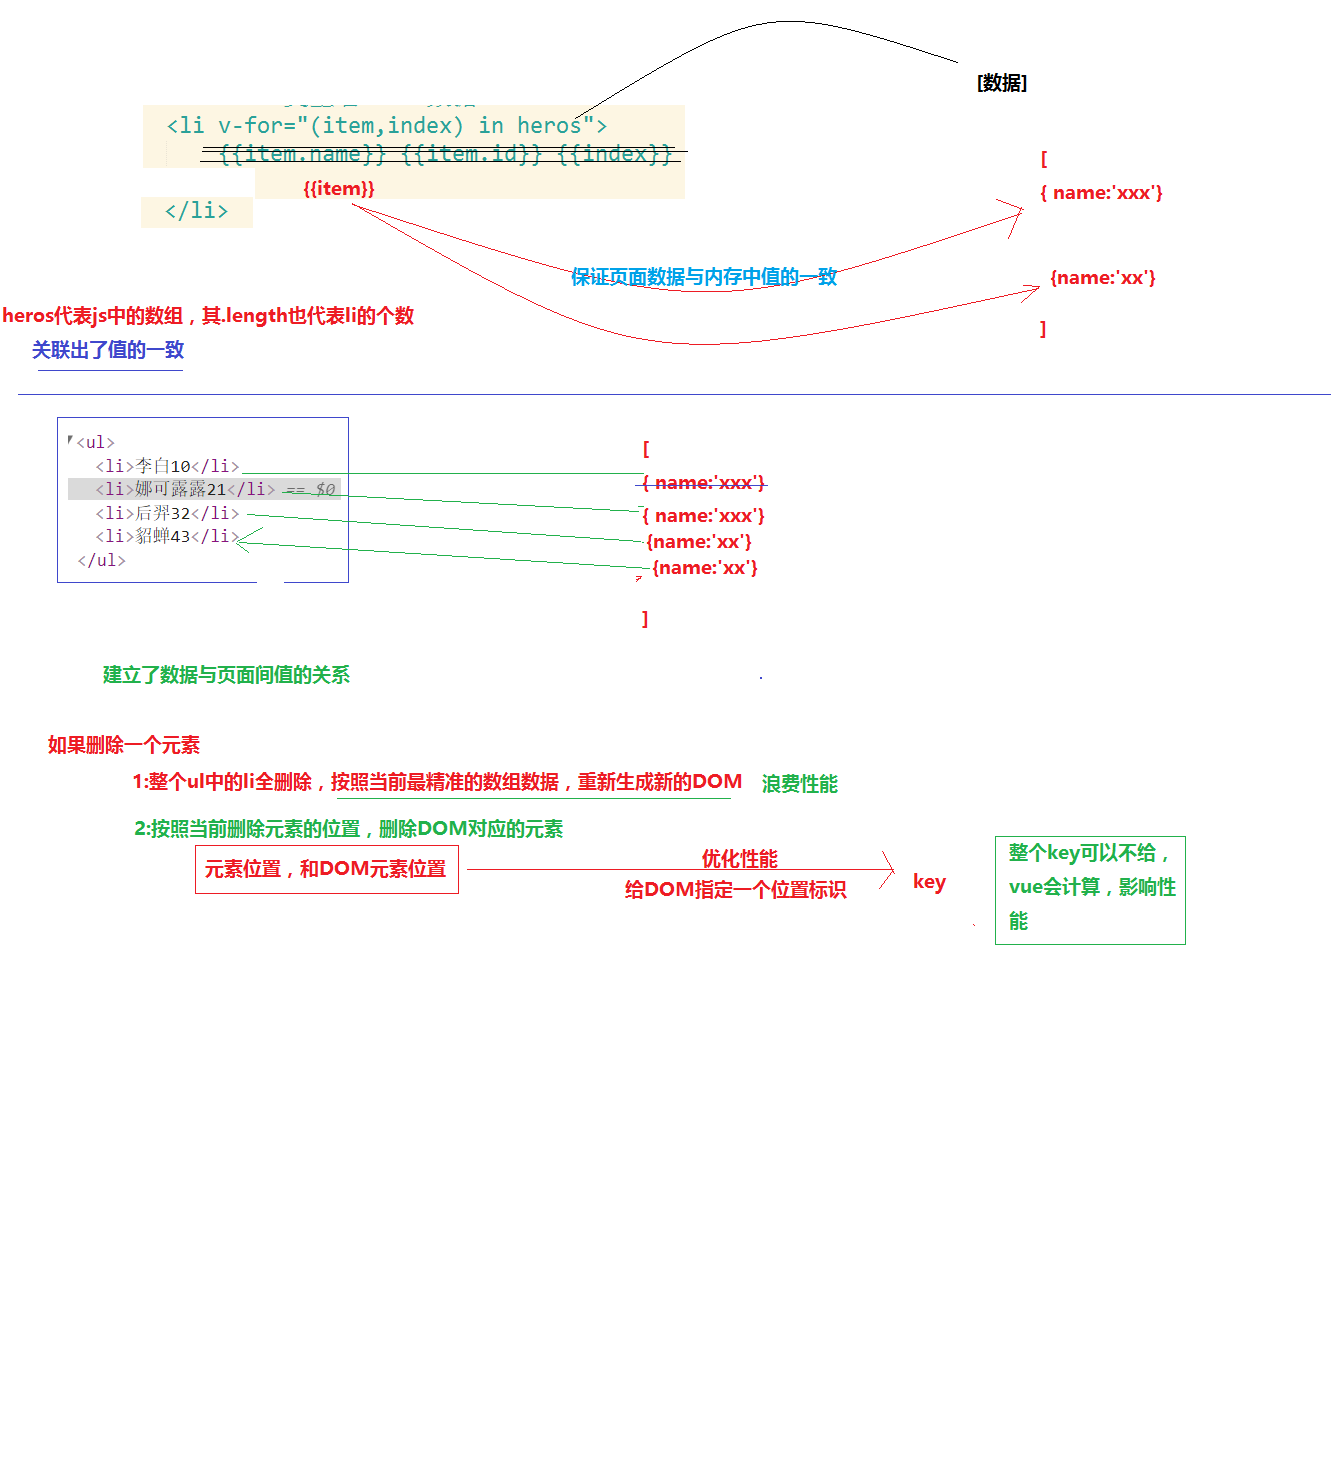 [数据]
<li v-for="(item,index) in heros">
{{item.name}} {{item.id}} {{index}}
{{item}}
</li>
[
{ name:'xxx'}
{name:'xx'}
]
保证页面数据与内存中值的一致
heros代表js中的数组，其.length也代表li的个数
关联出了值的一致
<ul>
<li>李白10</li>
<li>娜可露露21</li> == $0
<li>后羿32</li>
<li>貂蝉43</li>
</ul>
[
{ name:'xxx'}
{ name:'xxx'}
{name:'xx'}
{name:'xx'}
]
建立了数据与页面间值的关系
如果删除一个元素
1:整个ul中的li全删除，按照当前最精准的数组数据，重新生成新的DOM 浪费性能
2:按照当前删除元素的位置，删除DOM对应的元素
元素位置，和DOM元素位置
优化性能
给DOM指定一个位置标识
key
整个key可以不给，
vue会计算，影响性
能